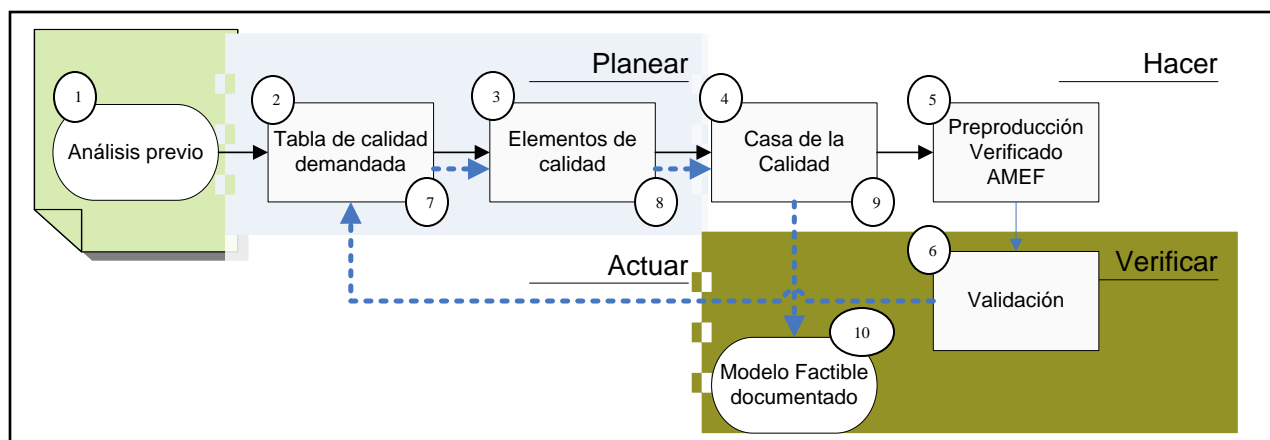 Planear
Hacer
1
2
3
4
5
Análisis previo
Tabla de calidad
demandada
Elementos de
calidad
Casa de la
Calidad
Preproducción
Verificado
AMEF
7
8
9
Actuar
6
Verificar
Validación
10
Modelo Factible
documentado